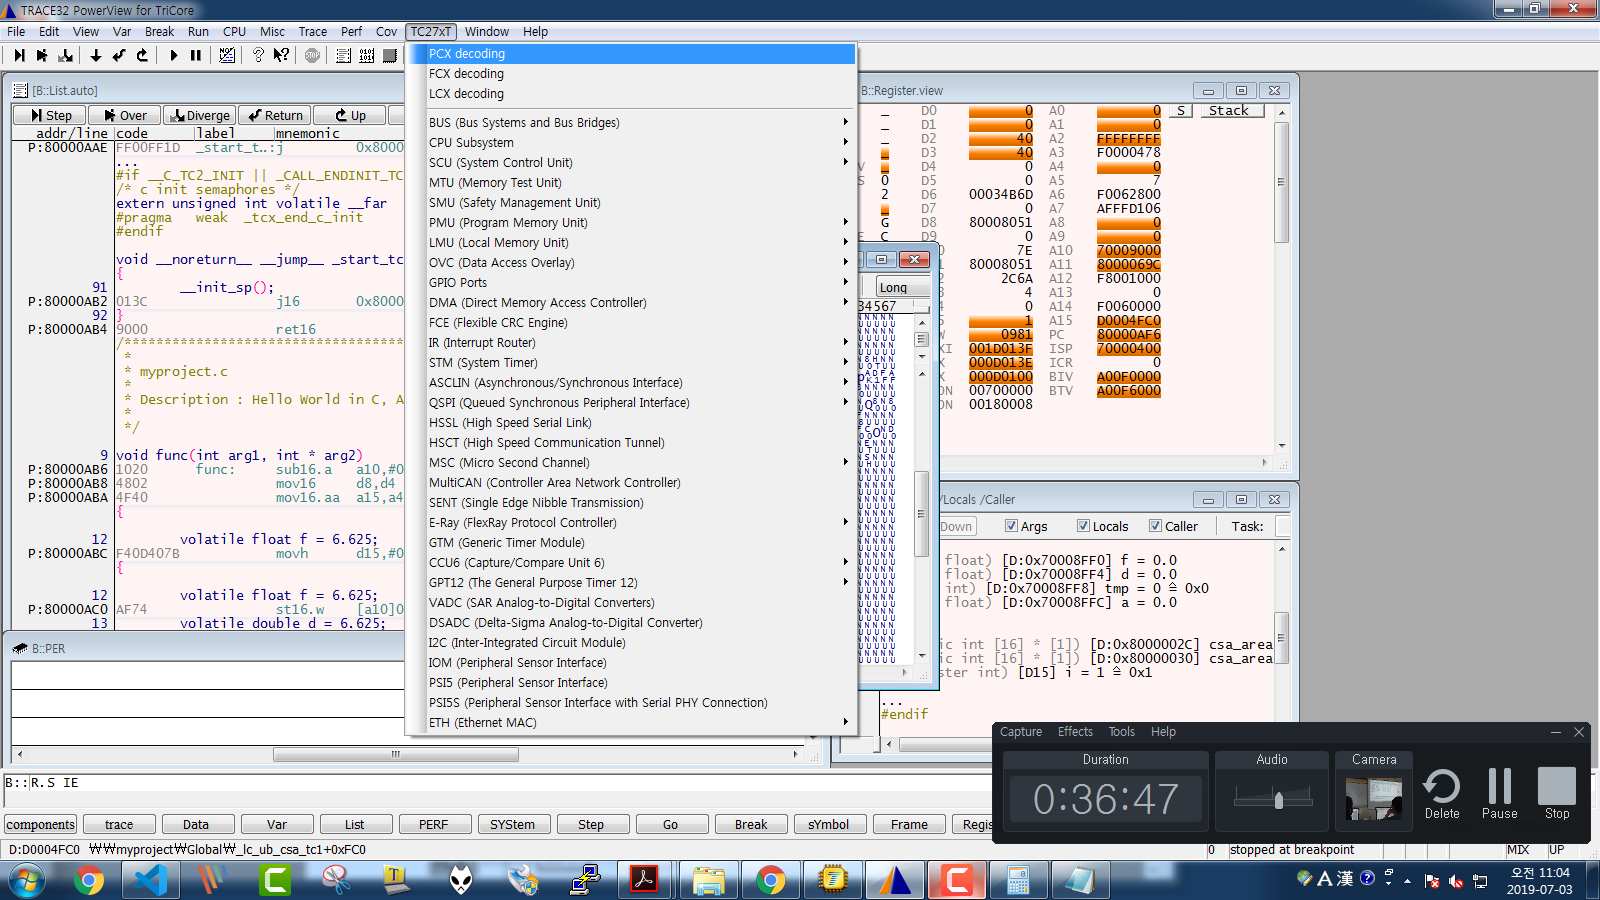 TRACE32 PowerView for TriCore
File Edit View Var Break Run CPU Misc Trace Perf Cov TC27xT Window Help
PCX decoding
FCX decoding
LCX decoding
BUS (Bus Systems and Bus Bridges)
CPU Subsystem
SCU (System Control Unit)
MTU (Memory Test Unit)
SMU (Safety Management Unit)
PMU (Program Memory Unit)
LMU (Local Memory Unit)
OVC (Data Access Overlay)
GPIO Ports
DMA (Direct Memory Access Controller)
FCE (Flexible CRC Engine)
IR (Interrupt Router)
STM (System Timer)
ASCLIN (Asynchronous/Synchronous Interface)
QSPI (Queued Synchronous Peripheral Interface)
HSSL (High Speed Serial Link)
HSCT (High Speed Communication Tunnel)
MSC (Micro Second Channel)
MultiCAN (Controller Area Network Controller)
SENT (Single Edge Nibble Transmission)
E-Ray (FlexRay Protocol Controller)
GTM (Generic Timer Module)
CCU6 (Capture/Compare Unit 6)
GPT12 (The General Purpose Timer 12)
VADC (SAR Analog-to-Digital Converters)
DSADC (Delta-Sigma Analog-to-Digital Converter)
I2C (Inter-Integrated Circuit Module)
IOM (Peripheral Sensor Interface)
PSI5 (Peripheral Sensor Interface)
PSI5S (Peripheral Sensor Interface with Serial PHY Connection)
ETH (Ethernet MAC)
[B::List.auto]
Step Over Diverge Return Up
addr/line code label mnemonic
P:80000AAE FF00FF1D _start_t..:j 0x8000
...
#if __C_TC2_INIT || _CALL_ENDINIT_TC
/* c init semaphores */
extern unsigned int volatile __far
#pragma weak _tcx_end_c_init
#endif
void __noreturn__ __jump__ _start_tc
{
91 __init_sp();
P:80000AB2 013C j16 0x8000
92 }
P:80000AB4 9000 ret16
/***********************************
*
* myproject.c
*
* Description : Hello World in C, A
*
*/
9 void func(int arg1, int * arg2)
P:80000AB6 1020 func: sub16.a a10,#0
P:80000AB8 4802 mov16 d8,d4
P:80000ABA 4F40 mov16.aa a15,a4
{
12 volatile float f = 6.625;
P:80000ABC F40D407B movh d15,#0
{
12 volatile float f = 6.625;
P:80000AC0 AF74 st16.w [a10]0
13 volatile double d = 6.625;
B::PER
B::Register.view
D0 0 A0 0 S Stack
D1 0 A1 0
D2 40 A2 FFFFFFFF
D3 40 A3 F0000478
V D4 0 A4 0
S 0 D5 0 A5 7
2 D6 00034B6D A6 F0062800
D7 0 A7 AFFFD106
G D8 80008051 A8 0
E C D9 0 A9 0
0 7E A10 70009000
1 80008051 A11 8000069C
2 2C6A A12 F8001000
3 4 A13 0
4 0 A14 F0060000
5 1 A15 D0004FC0
W 0981 PC 80000AF6
XI 001D013F ISP 70000400
X 000D013E ICR 0
X 000D0100 BIV A00F0000
ON 00700000 BTV A00F6000
ON 00180008
Long
34567
/Locals /Caller
Down Args Locals Caller Task:
float) [D:0x70008FF0] f = 0.0
float) [D:0x70008FF4] d = 0.0
int) [D:0x70008FF8] tmp = 0 ≙ 0x0
float) [D:0x70008FFC] a = 0.0
ic int [16] * [1]) [D:0x8000002C] csa_area
ic int [16] * [1]) [D:0x80000030] csa_area
ster int) [D15] i = 1 ≙ 0x1
...
#endif
Capture Effects Tools Help
Duration Audio Camera
0:36:47
Delete Pause Stop
B::R.S IE
components trace Data Var List PERF SYStem Step Go Break sYmbol Frame Regis
D:D0004FC0 ₩₩myproject₩Global₩_lc_ub_csa_tc1+0xFC0
0 stopped at breakpoint MIX UP
A 漢
오전 11:04
2019-07-03